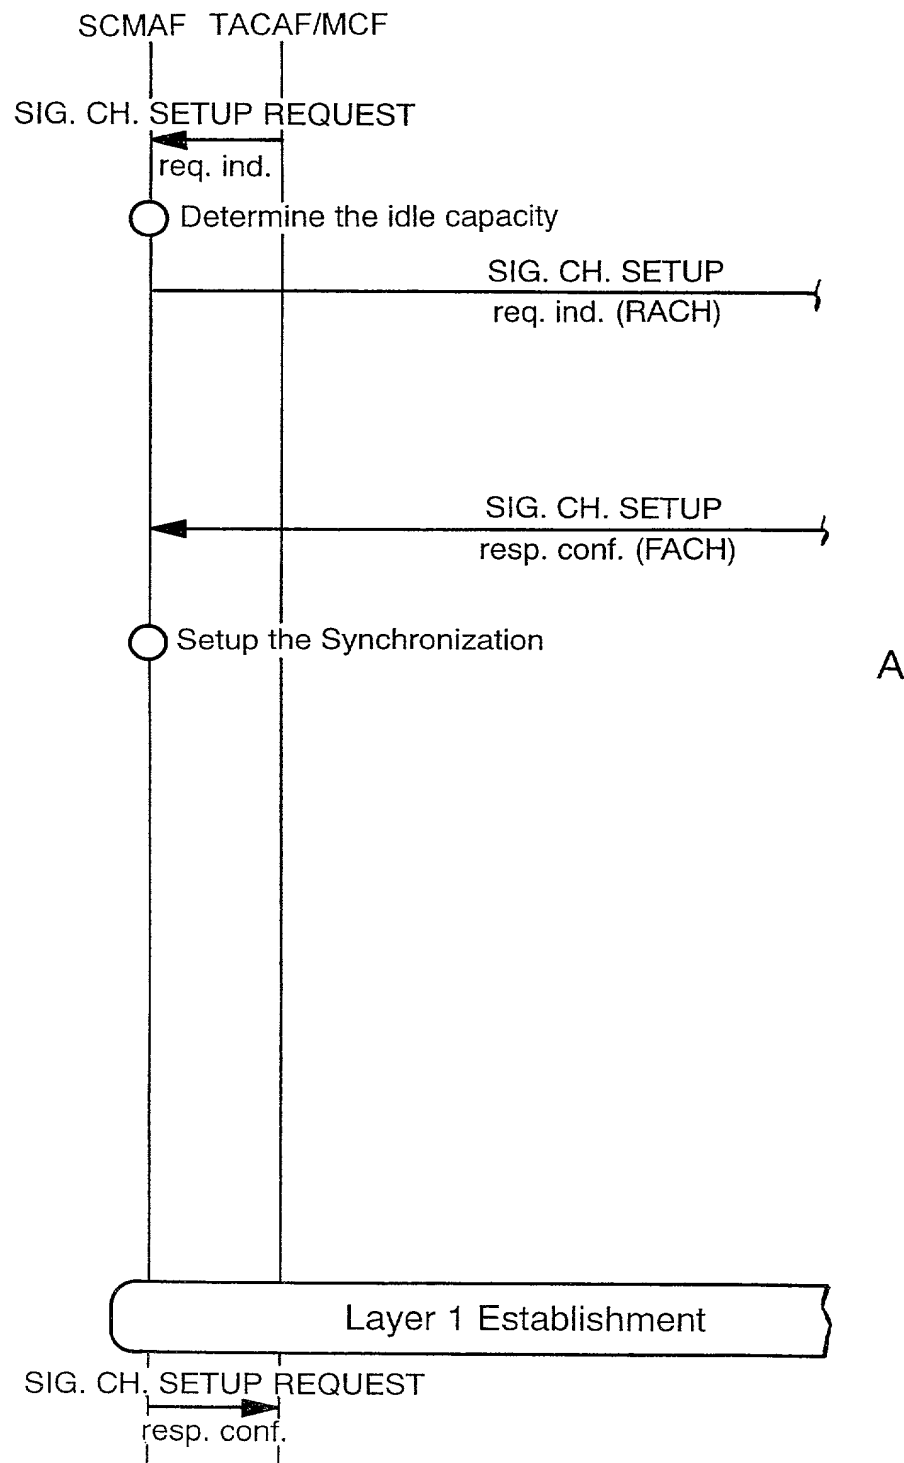 SCMAF TACAF/MCF
SIG. CH. SETUP REQUEST
req. ind.
Determine the idle capacity
SIG. CH. SETUP
req. ind. (RACH)
SIG. CH. SETUP
resp. conf. (FACH)
Setup the Synchronization
A
Layer 1 Establishment
SIG. CH. SETUP REQUEST
resp. conf.